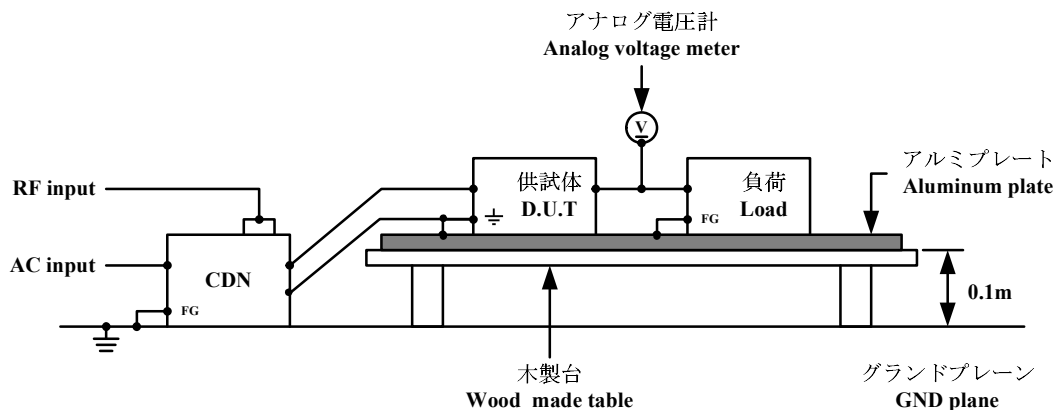 アナログ電圧計
Analog voltage meter
V
RF input
供試体
D.U.T
負荷
Load
FG
アルミプレート
Aluminum plate
AC input
CDN
FG
0.1m
木製台
Wood made table
グランドプレーン
GND plane